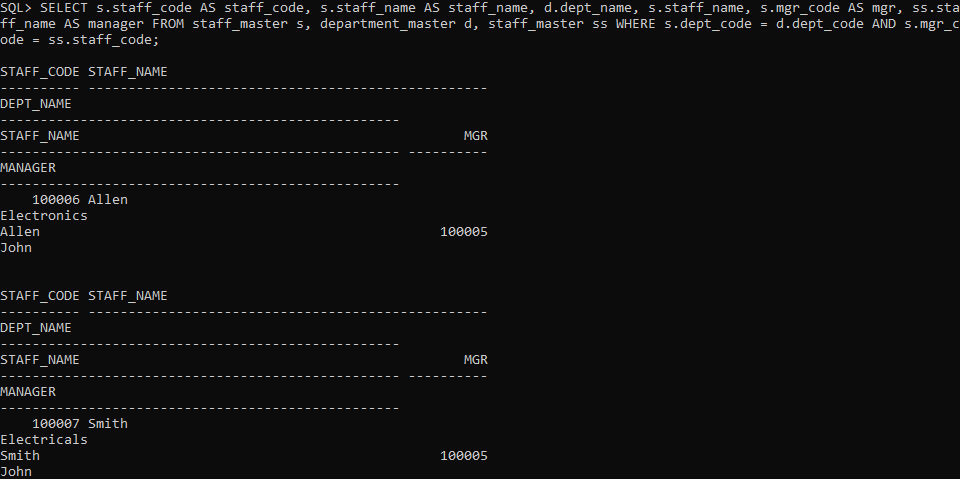 SQL> SELECT s.staff_code AS staff_code, s.staff_name AS staff_name, d.dept_name, s.staff_name, s.mgr_code AS mgr, ss.sta
ff_name AS manager FROM staff_master s, department_master d, staff_master ss WHERE s.dept_code = d.dept_code AND s.mgr_c
ode = ss.staff_code;

STAFF_CODE STAFF_NAME
---------- --------------------------------------------------
DEPT_NAME
--------------------------------------------------
STAFF_NAME                                                MGR
-------------------------------------------------- ----------
MANAGER
--------------------------------------------------
    100006 Allen
Electronics
Allen                                                  100005
John


STAFF_CODE STAFF_NAME
---------- --------------------------------------------------
DEPT_NAME
--------------------------------------------------
STAFF_NAME                                                MGR
-------------------------------------------------- ----------
MANAGER
--------------------------------------------------
    100007 Smith
Electricals
Smith                                                  100005
John